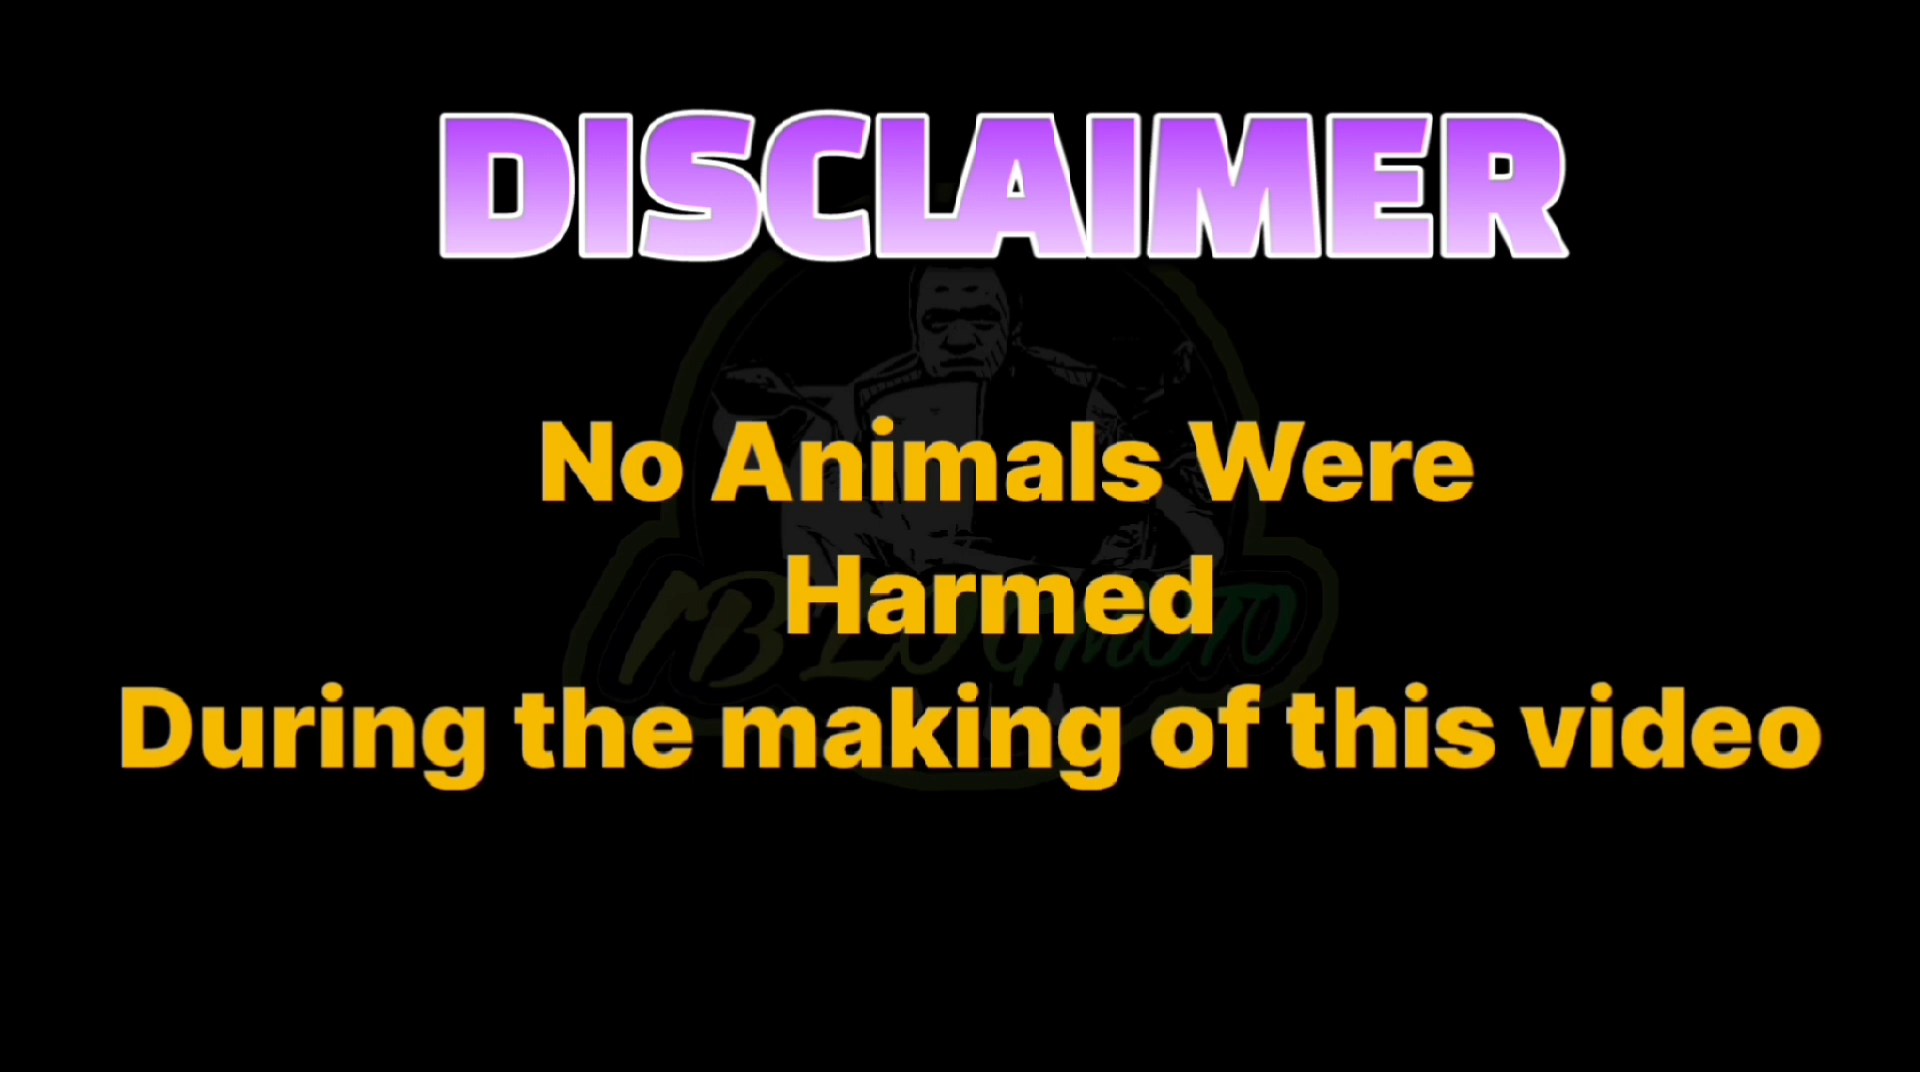 DISCLAIMER
No Animals Were
Harmed
During the making of this video